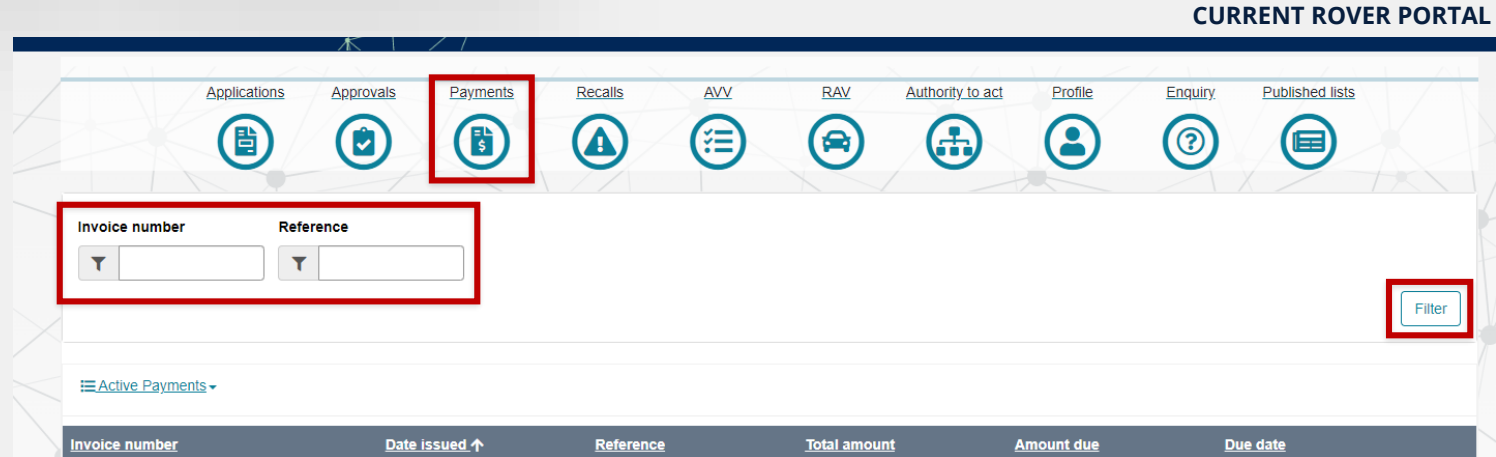 CURRENT ROVER PORTAL
Applications Approvals Payments Recalls AVV RAV Authority to act Profile Enquiry Published lists
Invoice number Reference
Filter
Active Payments
Invoice number Date issued Reference Total amount Amount due Due date